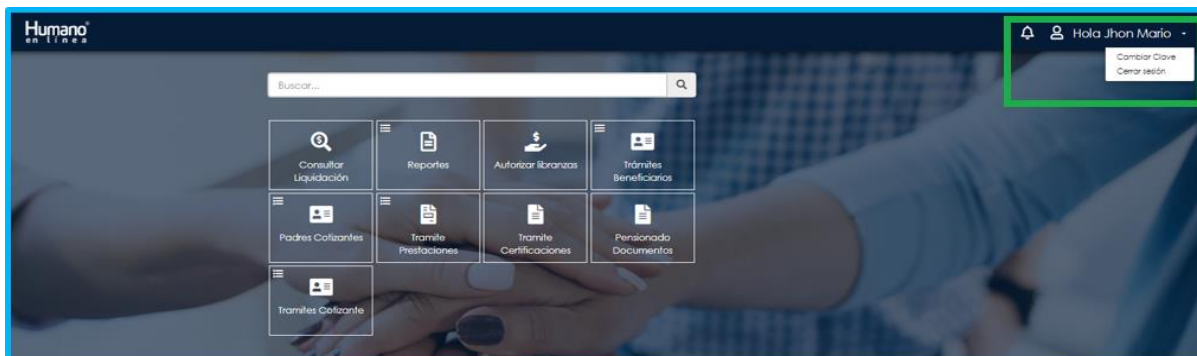 Humano®
en línea
Hola Jhon Mario
Cambiar Clave
Cerrar sesión
Buscar...
Consultar
Liquidación
Reportes
Autorizar libranzas
Trámites
Beneficiarios
Padres Cotizantes
Tramite
Prestaciones
Tramite
Certificaciones
Pensionado
Documentos
Tramites Cotizante